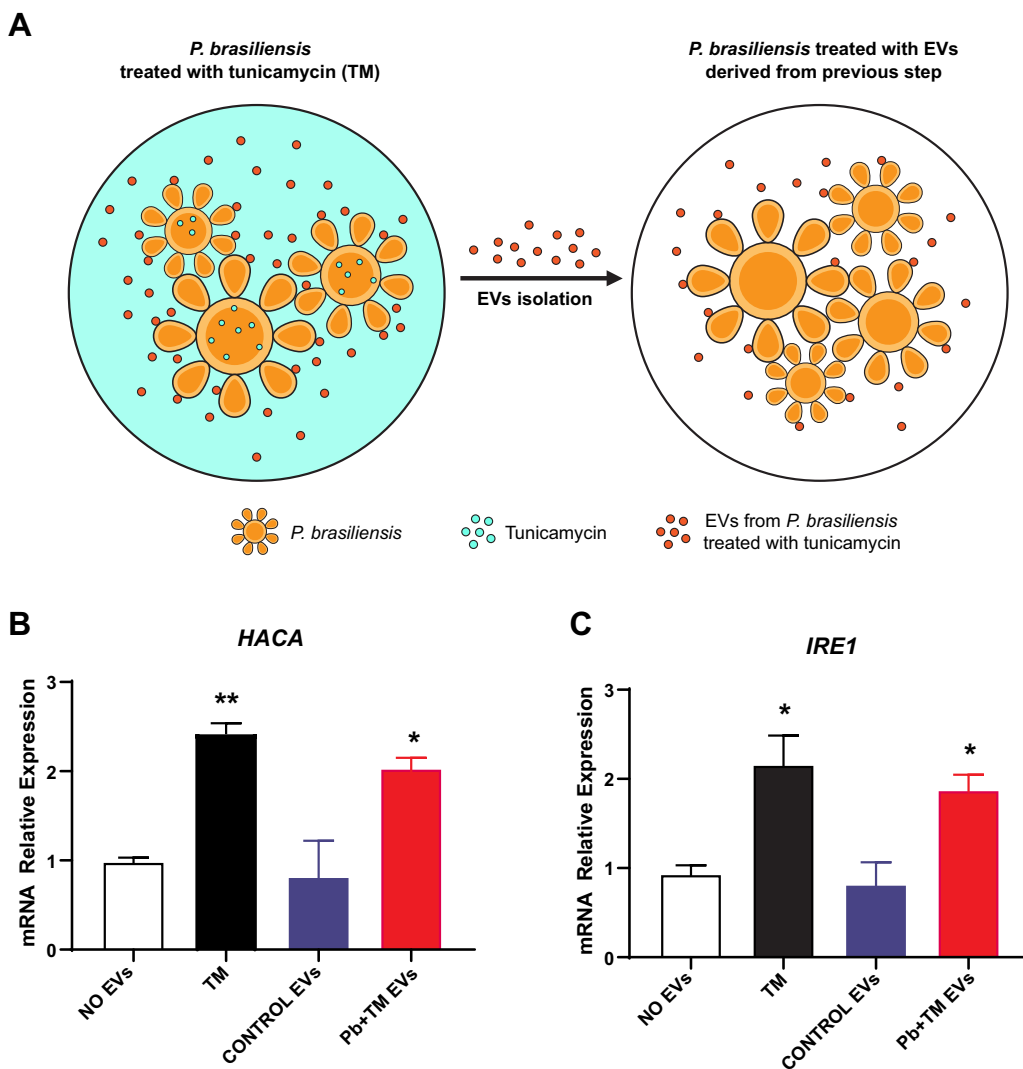 A
P. brasiliensis
treated with tunicamycin (TM)
P. brasiliensis treated with EVs
derived from previous step
EVs isolation
P. brasiliensis
Tunicamycin
EVs from P. brasiliensis
treated with tunicamycin
B
HACA
mRNA Relative Expression
3
2
1
0
**
*
NO EVs
TM
CONTROL EVs
Pb+TM EVs
C
IRE1
mRNA Relative Expression
3
2
1
0
*
*
NO EVs
TM
CONTROL EVs
Pb+TM EVs